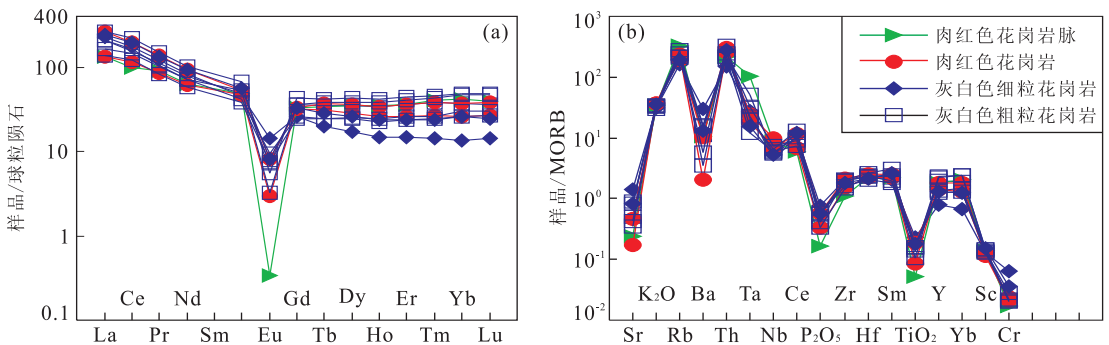 (a)
样品/球粒陨石
400
100
10
1
0.1
Ce Nd Gd Dy Er Yb
La Pr Sm Eu Tb Ho Tm Lu
(b)
样品/MORB
10³
10²
10¹
10⁰
10⁻¹
10⁻²
肉红色花岗岩脉
肉红色花岗岩
灰白色细粒花岗岩
灰白色粗粒花岗岩
K₂O Ba Ta Ce Zr Sm Y Sc
Sr Rb Th Nb P₂O₅ Hf TiO₂ Yb Cr